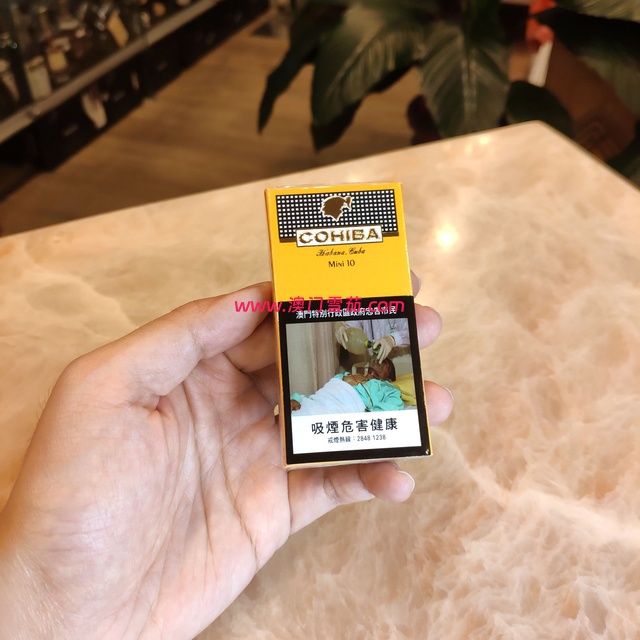 COHIBA
Habana, Cuba
Mini 10
www.澳门雪茄.com
澳門特別行政區政府忠告市民
吸煙危害健康
戒煙熱線：2848 1238